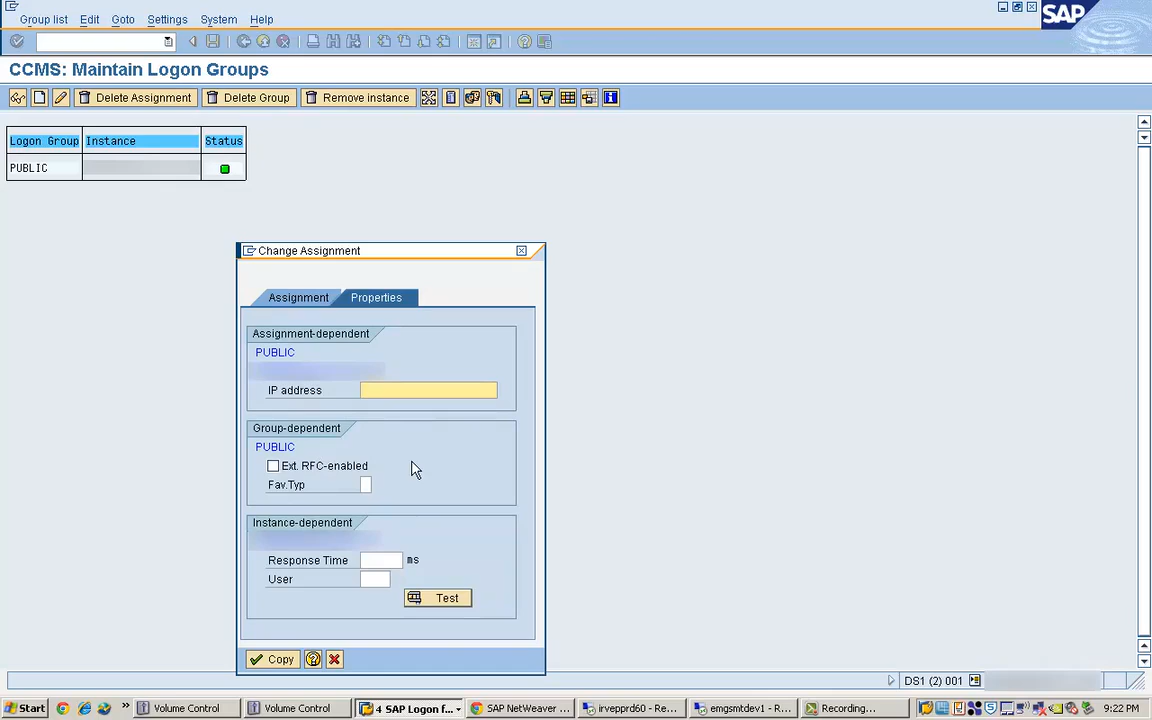 Group list Edit Goto Settings System Help
SAP
CCMS: Maintain Logon Groups
Delete Assignment Delete Group Remove instance
Logon Group Instance Status
PUBLIC
Change Assignment
Assignment Properties
Assignment-dependent
PUBLIC
IP address
Group-dependent
PUBLIC
Ext. RFC-enabled
Fav.Typ
Instance-dependent
Response Time ms
User
Test
Copy
DS1 (2) 001
Start » Volume Control Volume Control 4 SAP Logon f... SAP NetWeaver ... irvepprd60 - Re... emgsmtdev1 - R... Recording... 9:22 PM